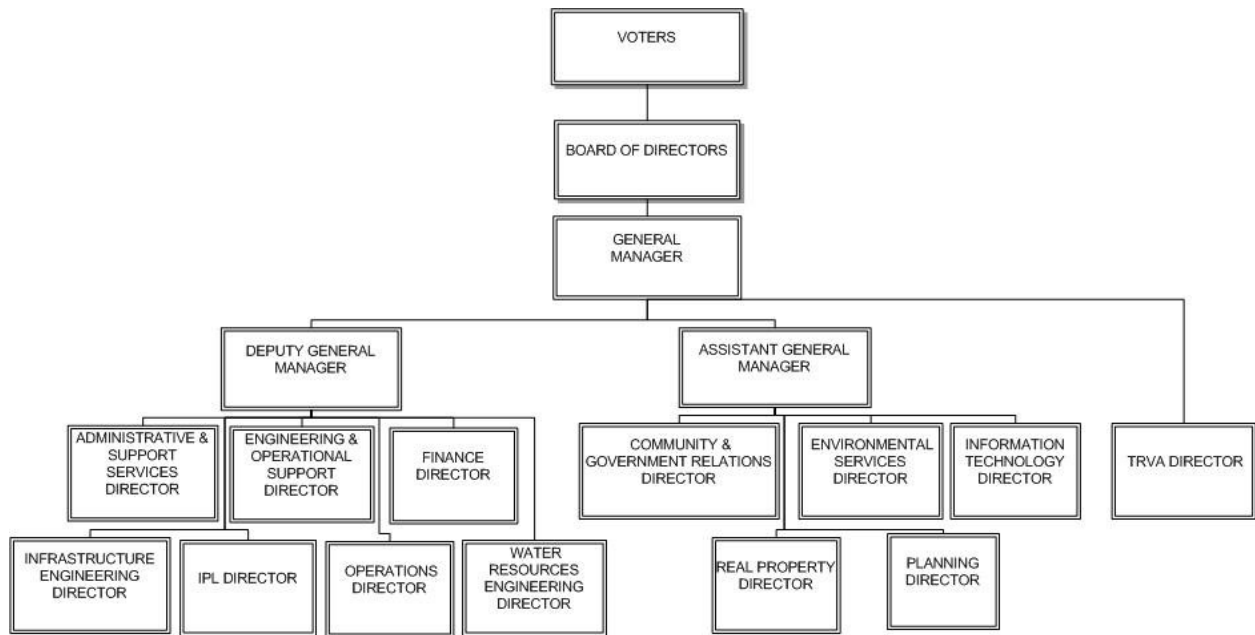 VOTERS
BOARD OF DIRECTORS
GENERAL
MANAGER
DEPUTY GENERAL
MANAGER
ASSISTANT GENERAL
MANAGER
ADMINISTRATIVE &
SUPPORT
SERVICES
DIRECTOR
ENGINEERING &
OPERATIONAL
SUPPORT
DIRECTOR
FINANCE
DIRECTOR
COMMUNITY &
GOVERNMENT RELATIONS
DIRECTOR
ENVIRONMENTAL
SERVICES
DIRECTOR
INFORMATION
TECHNOLOGY
DIRECTOR
TRVA DIRECTOR
INFRASTRUCTURE
ENGINEERING
DIRECTOR
IPL DIRECTOR
OPERATIONS
DIRECTOR
WATER
RESOURCES
ENGINEERING
DIRECTOR
REAL PROPERTY
DIRECTOR
PLANNING
DIRECTOR